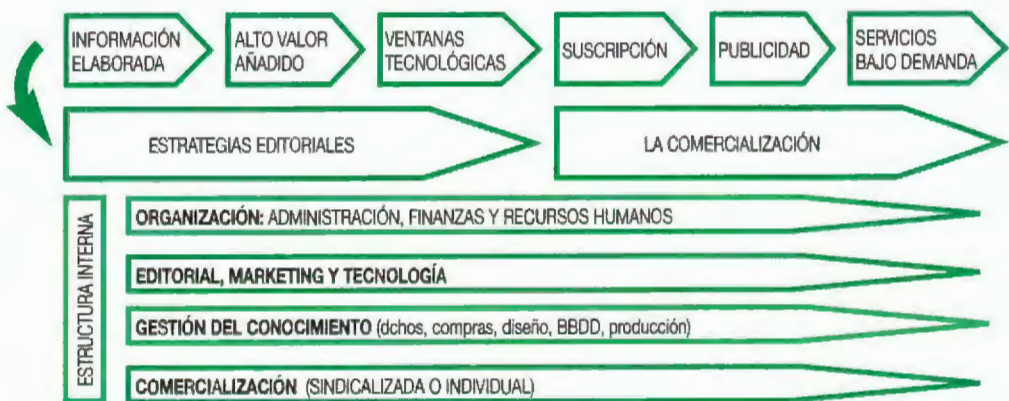 INFORMACIÓN
ELABORADA
ALTO VALOR
AÑADIDO
VENTANAS
TECNOLÓGICAS
SUSCRIPCIÓN
PUBLICIDAD
SERVICIOS
BAJO DEMANDA
ESTRATEGIAS EDITORIALES
LA COMERCIALIZACIÓN
ESTRUCTURA INTERNA
ORGANIZACIÓN: ADMINISTRACIÓN, FINANZAS Y RECURSOS HUMANOS
EDITORIAL, MARKETING Y TECNOLOGÍA
GESTIÓN DEL CONOCIMIENTO (dchos, compras, diseño, BBDD, producción)
COMERCIALIZACIÓN (SINDICALIZADA O INDIVIDUAL)